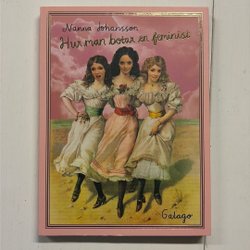 Nanna Johansson
Hur man botar en feminist
Galago